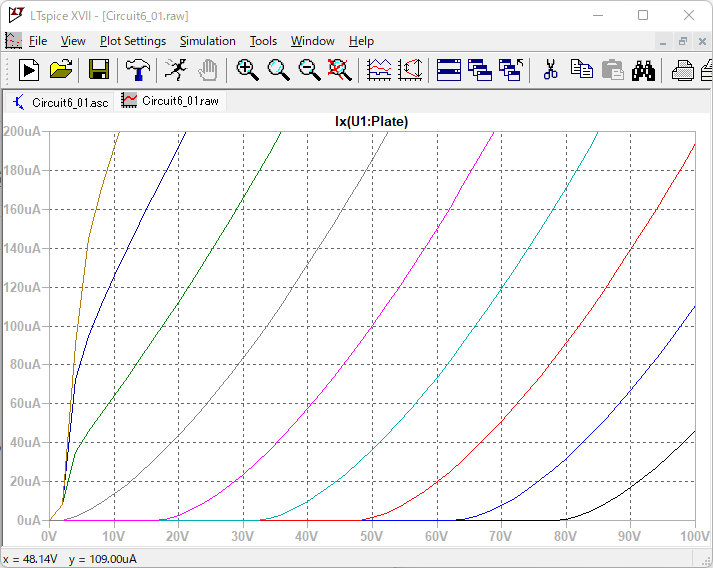 LTspice XVII - [Circuit6_01.raw]
File View Plot Settings Simulation Tools Window Help
Circuit6_01.asc Circuit6_01.raw
Ix(U1:Plate)
200uA
180uA
160uA
140uA
120uA
100uA
80uA
60uA
40uA
20uA
0uA
0V 10V 20V 30V 40V 50V 60V 70V 80V 90V 100V
x = 48.14V y = 109.00uA